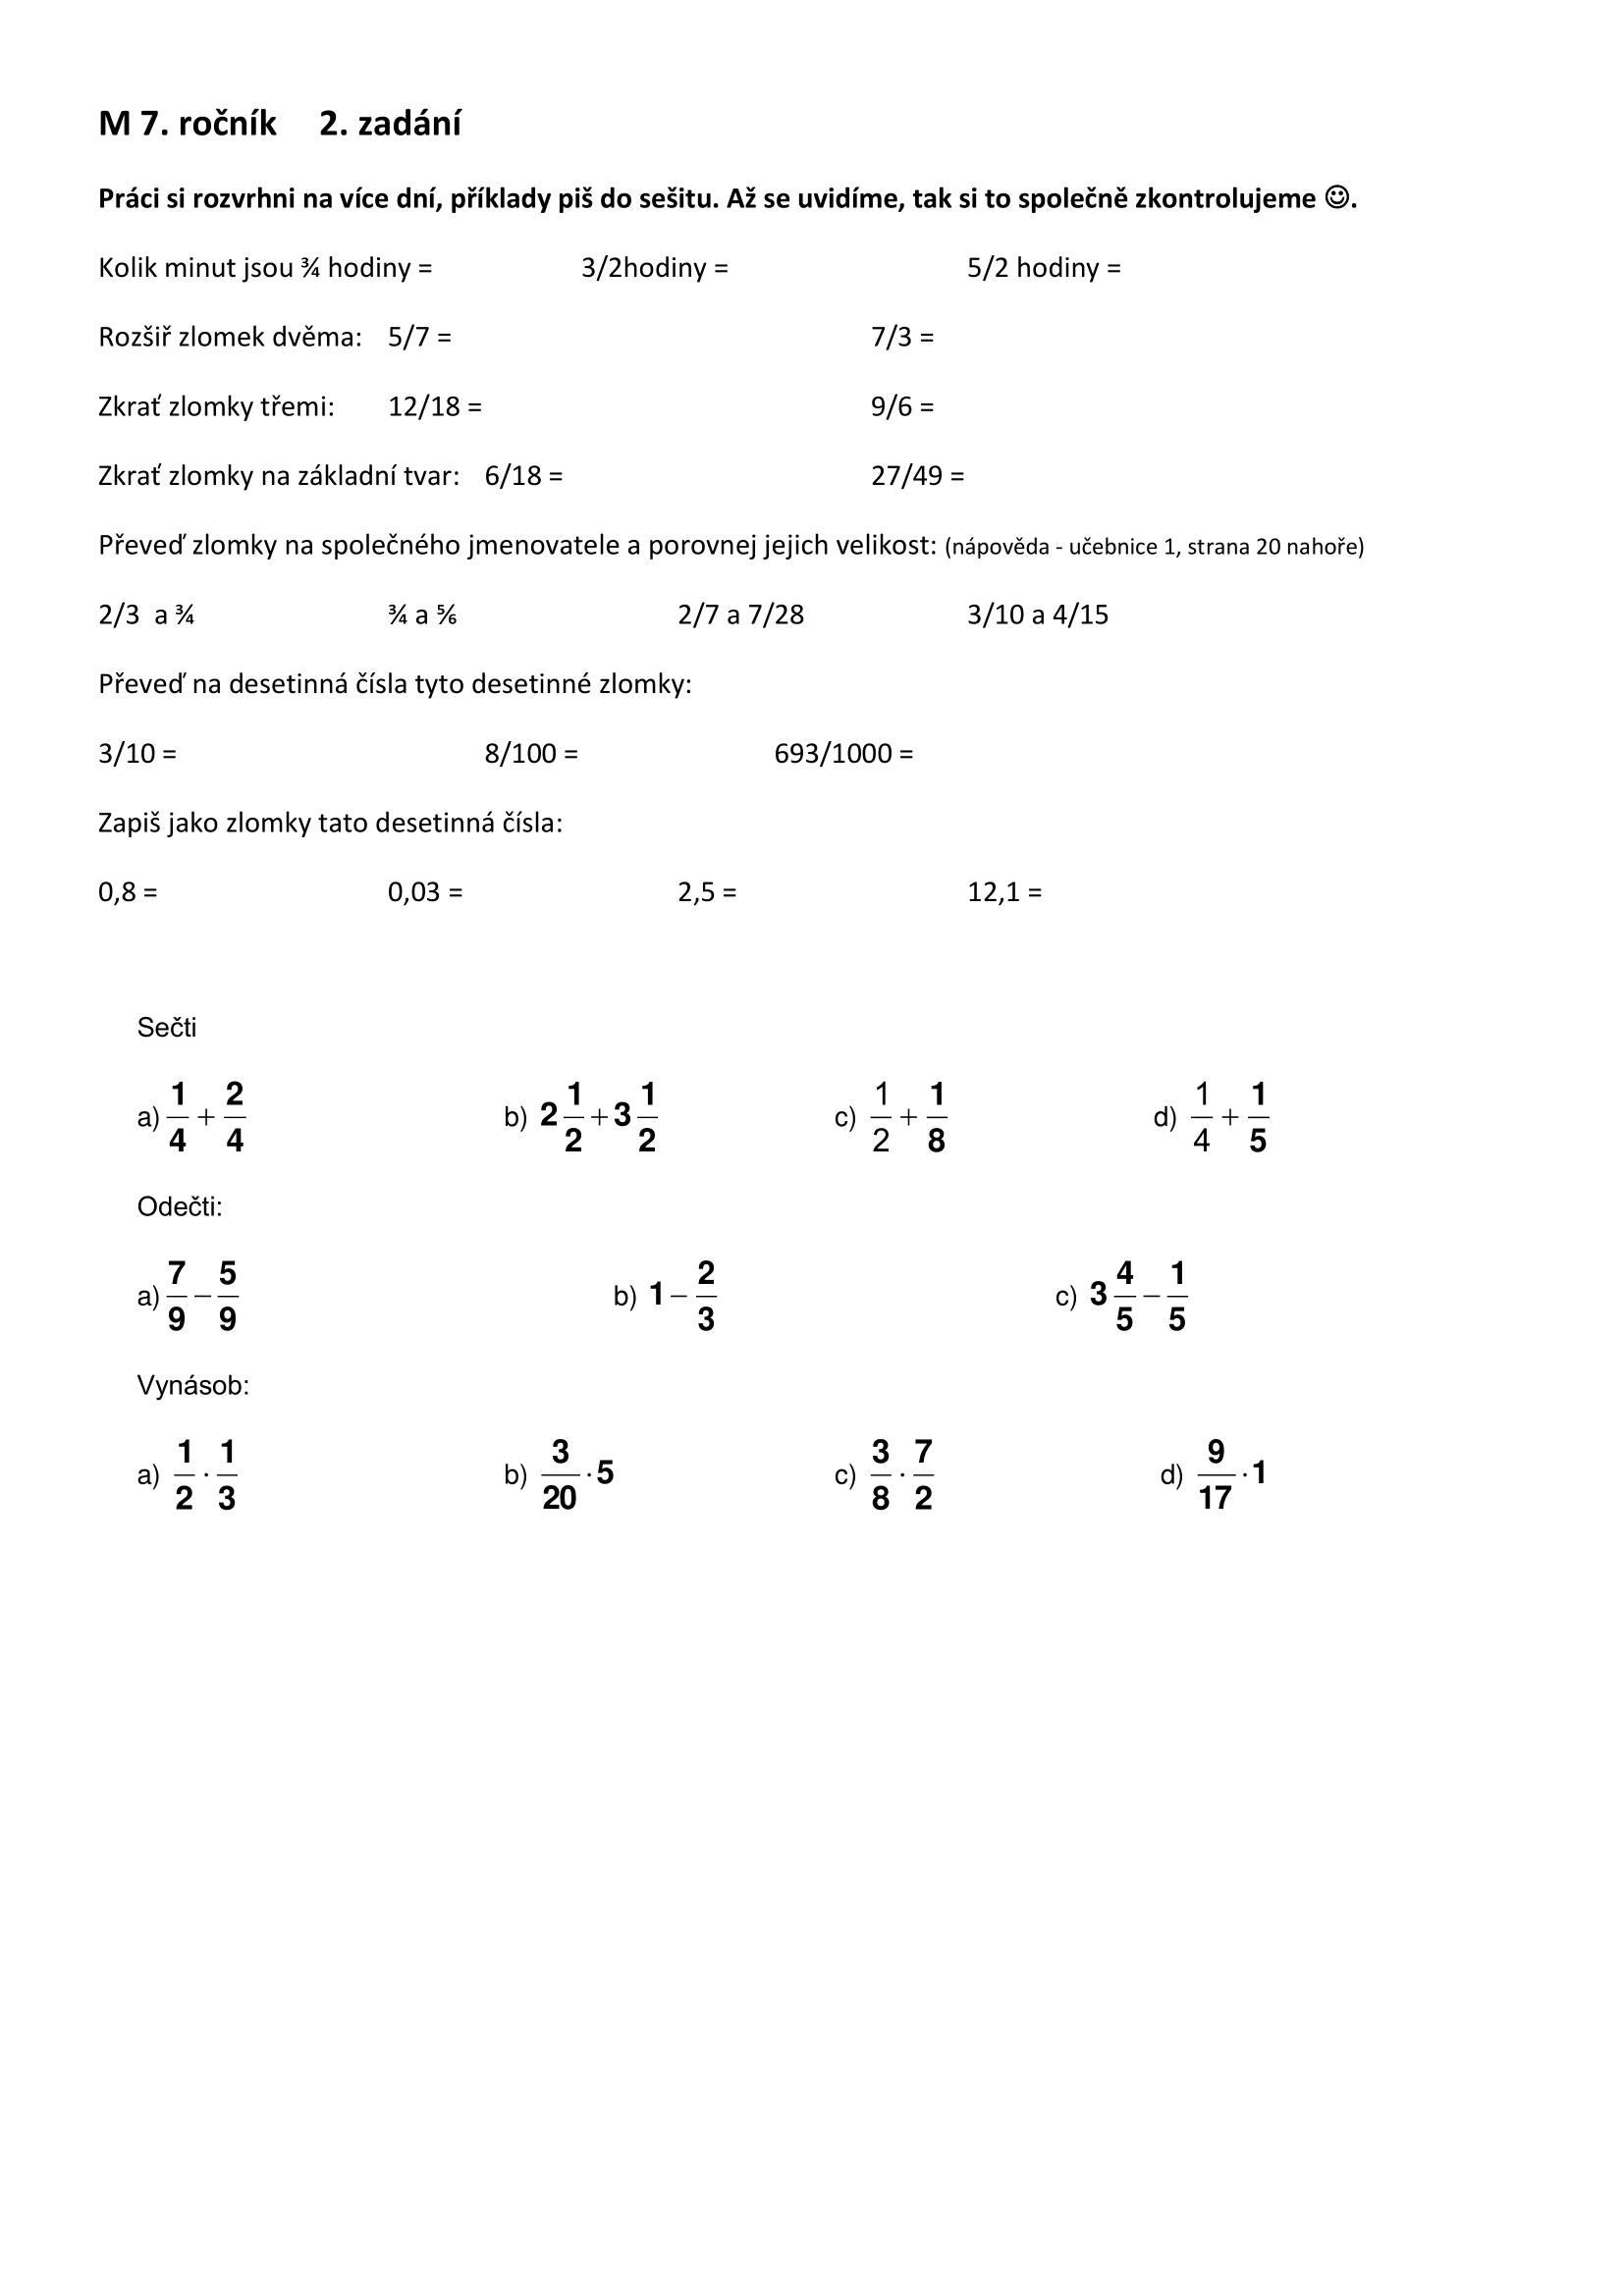 M 7. ročník 2. zadání
Práci si rozvrhni na více dní, příklady piš do sešitu. Až se uvidíme, tak si to společně zkontrolujeme ☺.
Kolik minut jsou ¾ hodiny = 3/2hodiny = 5/2 hodiny =
Rozšiř zlomek dvěma: 5/7 = 7/3 =
Zkrať zlomky třemi: 12/18 = 9/6 =
Zkrať zlomky na základní tvar: 6/18 = 27/49 =
Převeď zlomky na společného jmenovatele a porovnej jejich velikost: (nápověda - učebnice 1, strana 20 nahoře)
2/3 a ¾ ¾ a ⅚ 2/7 a 7/28 3/10 a 4/15
Převeď na desetinná čísla tyto desetinné zlomky:
3/10 = 8/100 = 693/1000 =
Zapiš jako zlomky tato desetinná čísla:
0,8 = 0,03 = 2,5 = 12,1 =
Sečti
a) 1/4 + 2/4 b) 2 1/2 + 3 1/2 c) 1/2 + 1/8 d) 1/4 + 1/5
Odečti:
a) 7/9 − 5/9 b) 1 − 2/3 c) 3 4/5 − 1/5
Vynásob:
a) 1/2 · 1/3 b) 3/20 · 5 c) 3/8 · 7/2 d) 9/17 · 1